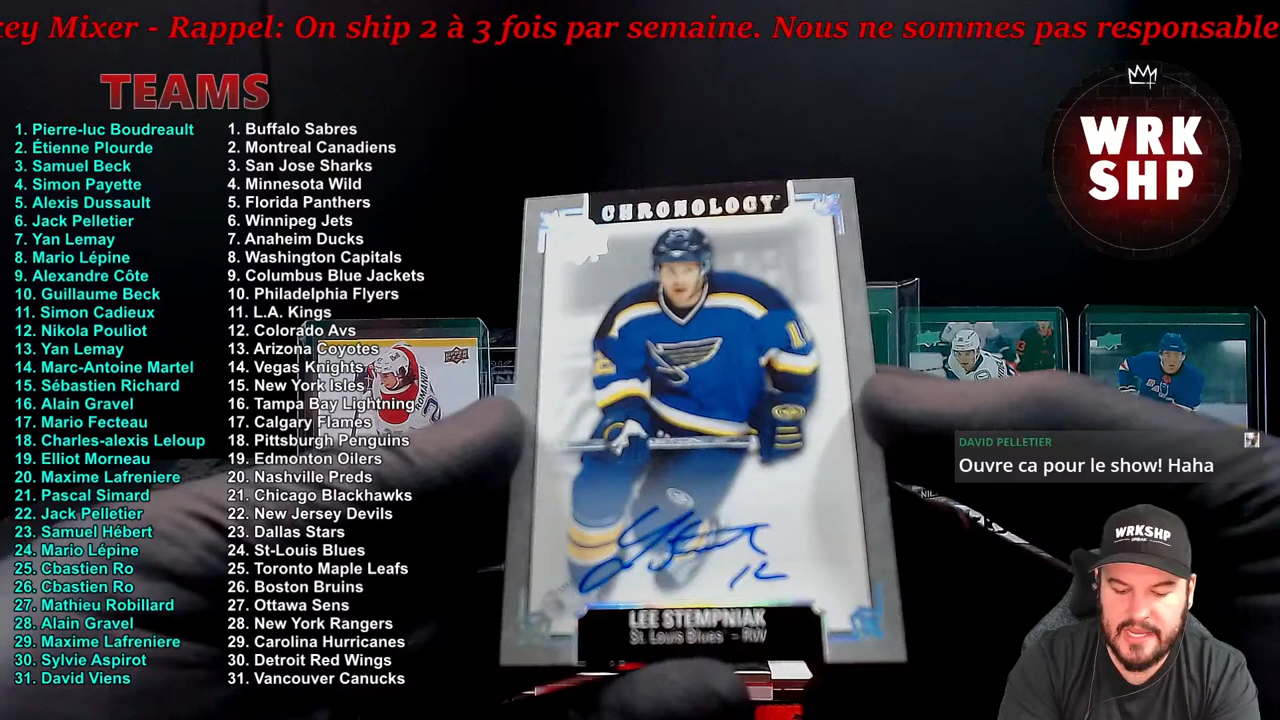 ey Mixer - Rappel: On ship 2 à 3 fois par semaine. Nous ne sommes pas responsable
TEAMS
1. Pierre-luc Boudreault
2. Étienne Plourde
3. Samuel Beck
4. Simon Payette
5. Alexis Dussault
6. Jack Pelletier
7. Yan Lemay
8. Mario Lépine
9. Alexandre Côte
10. Guillaume Beck
11. Simon Cadieux
12. Nikola Pouliot
13. Yan Lemay
14. Marc-Antoine Martel
15. Sébastien Richard
16. Alain Gravel
17. Mario Fecteau
18. Charles-alexis Leloup
19. Elliot Morneau
20. Maxime Lafreniere
21. Pascal Simard
22. Jack Pelletier
23. Samuel Hébert
24. Mario Lépine
25. Cbastien Ro
26. Cbastien Ro
27. Mathieu Robillard
28. Alain Gravel
29. Maxime Lafreniere
30. Sylvie Aspirot
31. David Viens
1. Buffalo Sabres
2. Montreal Canadiens
3. San Jose Sharks
4. Minnesota Wild
5. Florida Panthers
6. Winnipeg Jets
7. Anaheim Ducks
8. Washington Capitals
9. Columbus Blue Jackets
10. Philadelphia Flyers
11. L.A. Kings
12. Colorado Avs
13. Arizona Coyotes
14. Vegas Knights
15. New York Isles
16. Tampa Bay Lightning
17. Calgary Flames
18. Pittsburgh Penguins
19. Edmonton Oilers
20. Nashville Preds
21. Chicago Blackhawks
22. New Jersey Devils
23. Dallas Stars
24. St-Louis Blues
25. Toronto Maple Leafs
26. Boston Bruins
27. Ottawa Sens
28. New York Rangers
29. Carolina Hurricanes
30. Detroit Red Wings
31. Vancouver Canucks
CHRONOLOGY
12
LEE STEMPNIAK
St. Louis Blues - RW
WRK
SHP
DAVID PELLETIER
Ouvre ca pour le show! Haha
WRKSHP